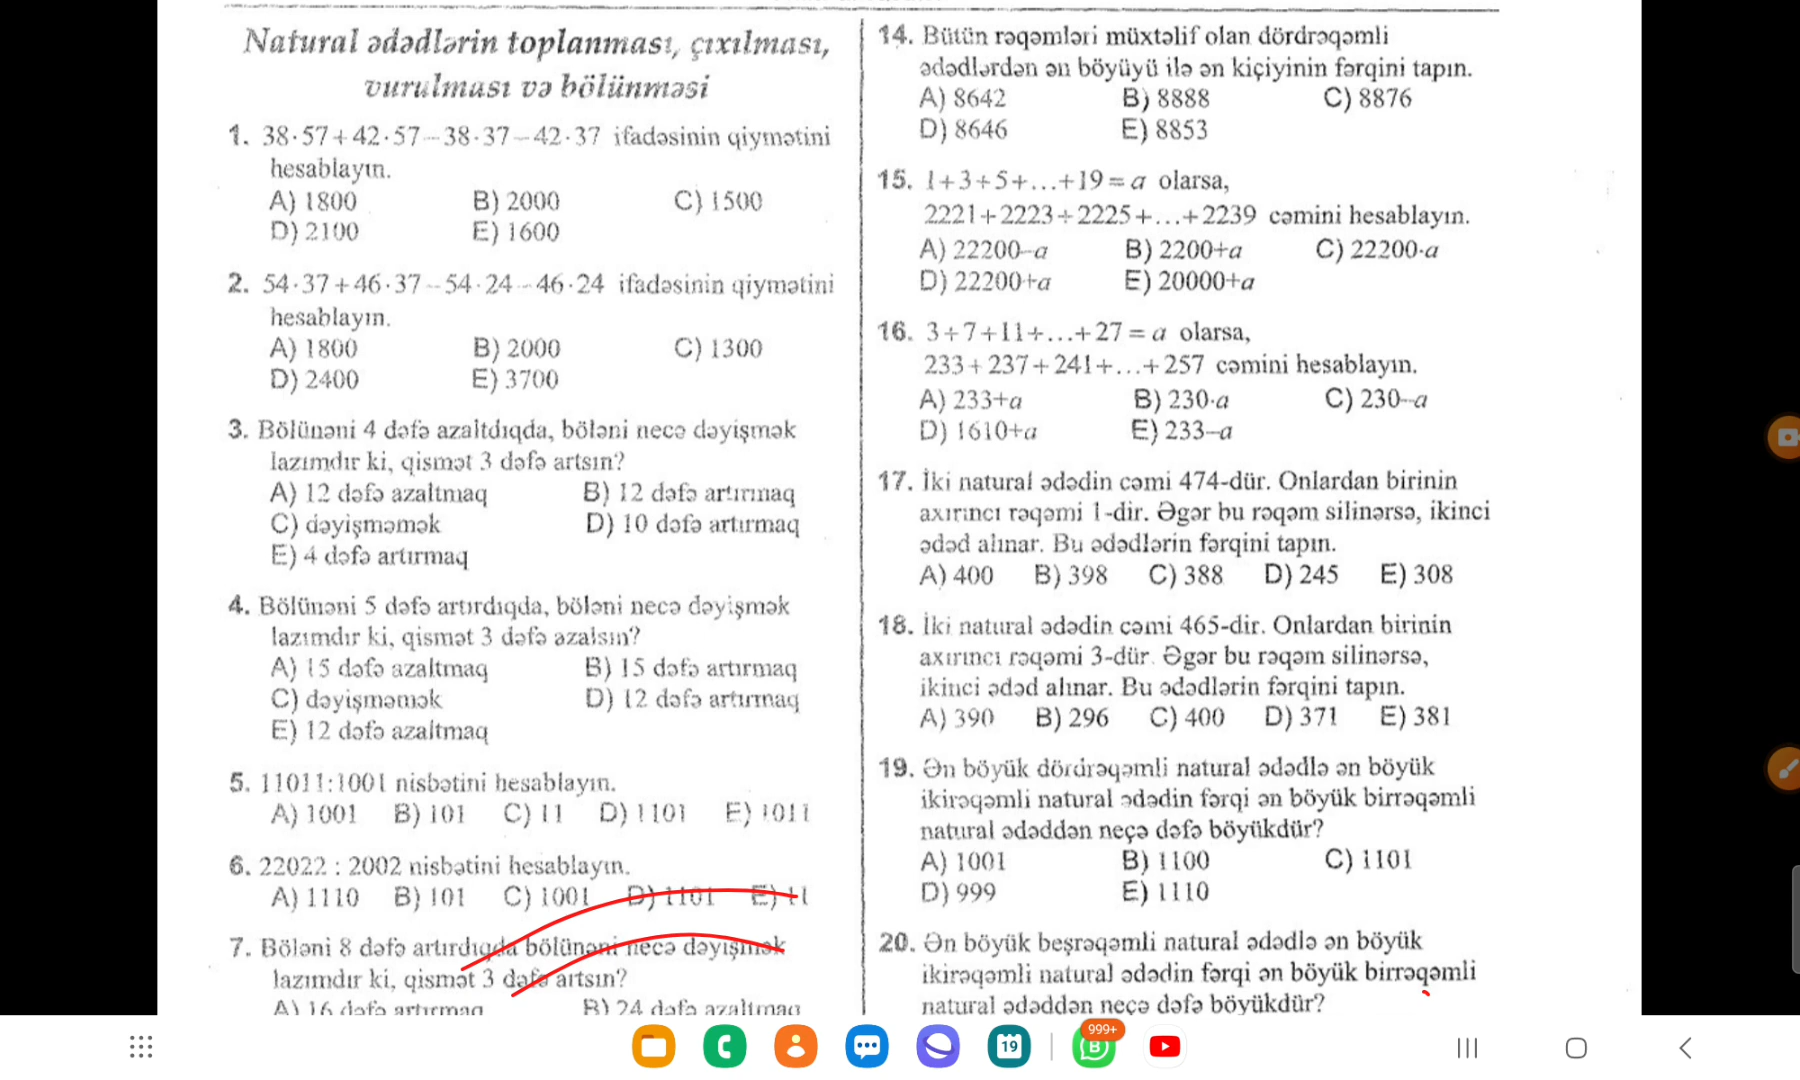 Natural ədədlərin toplanması, çıxılması,
vurulması və bölünməsi
1. 38·57+42·57–38·37–42·37 ifadəsinin qiymətini
hesablayın.
A) 1800 B) 2000 C) 1500
D) 2100 E) 1600
2. 54·37+46·37–54·24–46·24 ifadəsinin qiymətini
hesablayın.
A) 1800 B) 2000 C) 1300
D) 2400 E) 3700
3. Bölünəni 4 dəfə azaltdıqda, böləni necə dəyişmək
lazımdır ki, qismət 3 dəfə artsın?
A) 12 dəfə azaltmaq B) 12 dəfə artırmaq
C) dəyişməmək D) 10 dəfə artırmaq
E) 4 dəfə artırmaq
4. Bölünəni 5 dəfə artırdıqda, böləni necə dəyişmək
lazımdır ki, qismət 3 dəfə azalsın?
A) 15 dəfə azaltmaq B) 15 dəfə artırmaq
C) dəyişməmək D) 12 dəfə artırmaq
E) 12 dəfə azaltmaq
5. 11011:1001 nisbətini hesablayın.
A) 1001 B) 101 C) 11 D) 1101 E) 1011
6. 22022 : 2002 nisbətini hesablayın.
A) 1110 B) 101 C) 1001 D) 1101 E) 11
7. Böləni 8 dəfə artırdıqda bölünəni necə dəyişmək
lazımdır ki, qismət 3 dəfə artsın?
A) 16 dəfə artırmaq B) 24 dəfə azaltmaq
14. Bütün rəqəmləri müxtəlif olan dördrəqəmli
ədədlərdən ən böyüyü ilə ən kiçiyinin fərqini tapın.
A) 8642 B) 8888 C) 8876
D) 8646 E) 8853
15. 1+3+5+...+19=a olarsa,
2221+2223+2225+...+2239 cəmini hesablayın.
A) 22200–a B) 2200+a C) 22200·a
D) 22200+a E) 20000+a
16. 3+7+11+...+27=a olarsa,
233+237+241+...+257 cəmini hesablayın.
A) 233+a B) 230·a C) 230–a
D) 1610+a E) 233–a
17. İki natural ədədin cəmi 474-dür. Onlardan birinin
axırıncı rəqəmi 1-dir. Əgər bu rəqəm silinərsə, ikinci
ədəd alınar. Bu ədədlərin fərqini tapın.
A) 400 B) 398 C) 388 D) 245 E) 308
18. İki natural ədədin cəmi 465-dir. Onlardan birinin
axırıncı rəqəmi 3-dür. Əgər bu rəqəm silinərsə,
ikinci ədəd alınar. Bu ədədlərin fərqini tapın.
A) 390 B) 296 C) 400 D) 371 E) 381
19. Ən böyük dördrəqəmli natural ədədlə ən böyük
ikirəqəmli natural ədədin fərqi ən böyük birrəqəmli
natural ədəddən neçə dəfə böyükdür?
A) 1001 B) 1100 C) 1101
D) 999 E) 1110
20. Ən böyük beşrəqəmli natural ədədlə ən böyük
ikirəqəmli natural ədədin fərqi ən böyük birrəqəmli
natural ədəddən neçə dəfə böyükdür?
19
B
999+